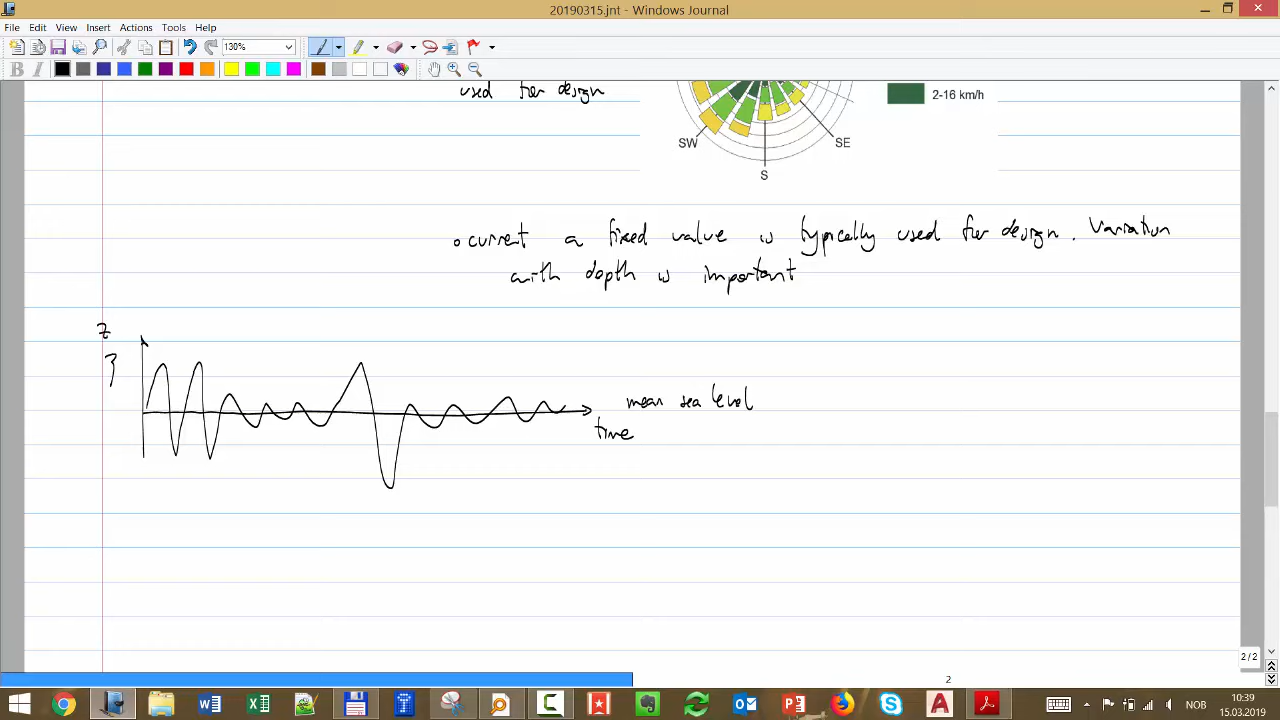 20190315.jnt - Windows Journal
File Edit View Insert Actions Tools Help
130%
B I
used for design
2-16 km/h
SW
SE
S
o current a fixed value is typically used for design. Variation
with depth is important
z
mean sea level
time
2/2
2
10:39
NOB
15.03.2019